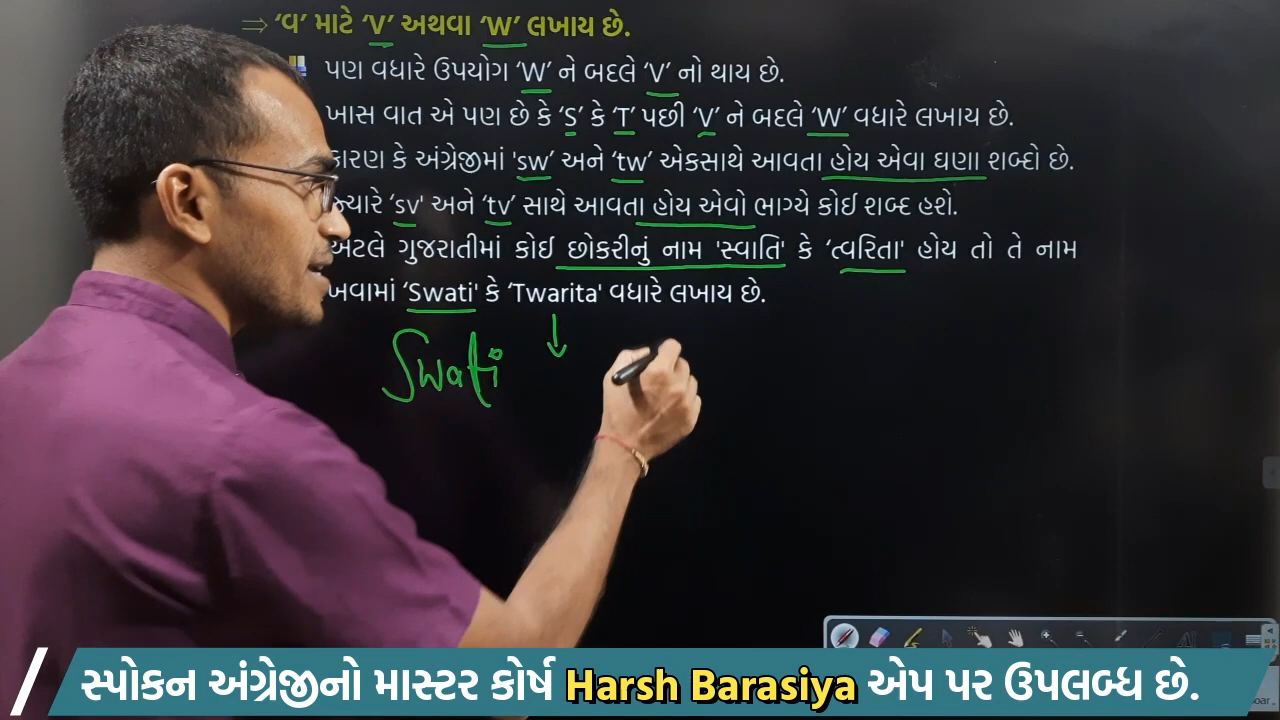 ⇒ ‘વ’ માટે ‘V’ અથવા ‘W’ લખાય છે.
પણ વધારે ઉપયોગ ‘W’ ને બદલે ‘V’ નો થાય છે.
ખાસ વાત એ પણ છે કે ‘S’ કે ‘T’ પછી ‘V’ ને બદલે ‘W’ વધારે લખાય છે.
કારણ કે અંગ્રેજીમાં 'sw’ અને ‘tw’ એકસાથે આવતા હોય એવા ઘણા શબ્દો છે.
જ્યારે ‘sv' અને ‘tv’ સાથે આવતા હોય એવો ભાગ્યે કોઈ શબ્દ હશે.
એટલે ગુજરાતીમાં કોઈ છોકરીનું નામ 'સ્વાતિ' કે ‘ત્વરિતા' હોય તો તે નામ
‘Swati' કે ‘Twarita' વધારે લખાય છે.
Swati
સ્પોકન અંગ્રેજીનો માસ્ટર કોર્ષ Harsh Barasiya એપ પર ઉપલબ્ધ છે.